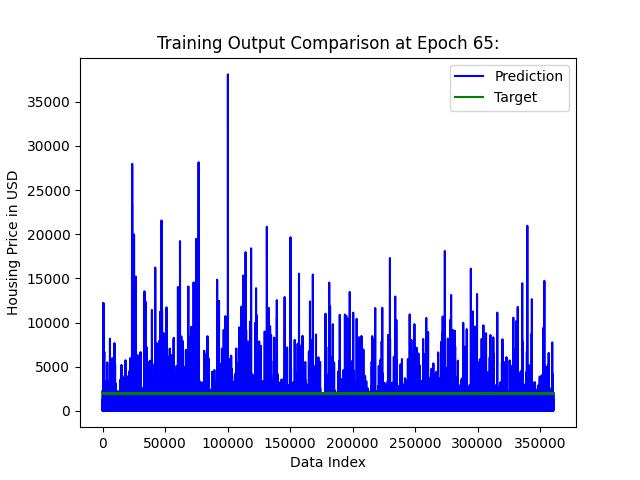 Training Output Comparison at Epoch 65:
Prediction
Target
Housing Price in USD
35000
30000
25000
20000
15000
10000
5000
0
0 50000 100000 150000 200000 250000 300000 350000
Data Index